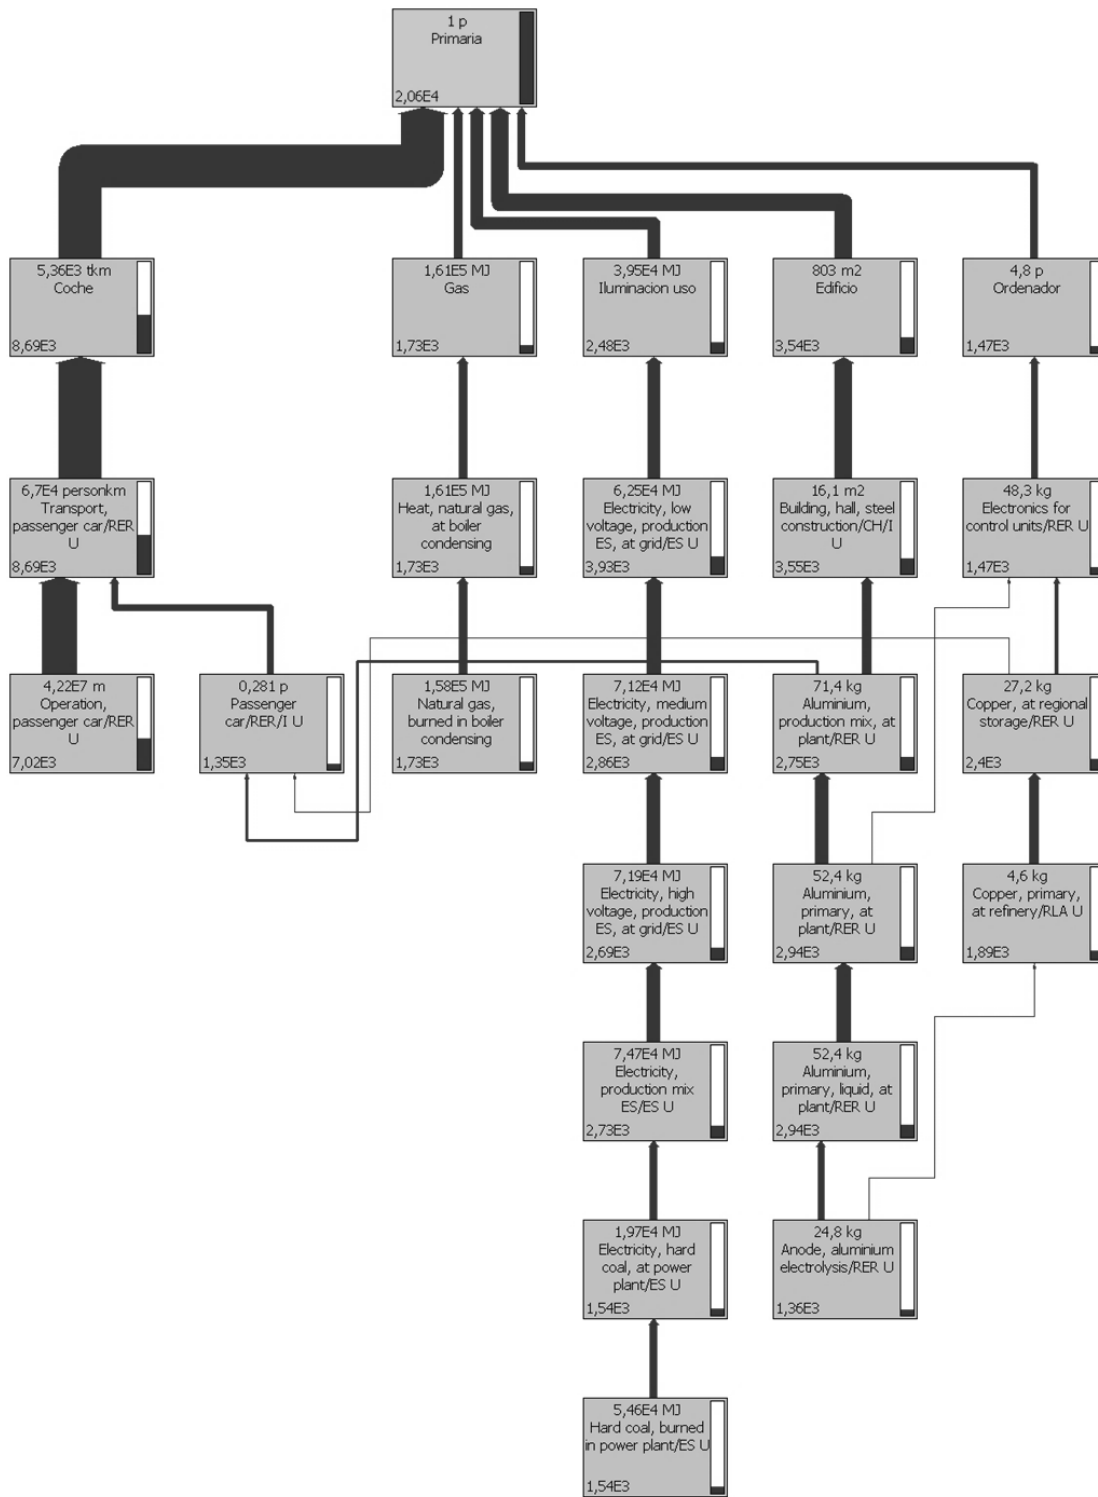 1 p
Primaria
2,06E4
5,36E3 tkm
Coche
8,69E3
1,61E5 MJ
Gas
1,73E3
3,95E4 MJ
Iluminacion uso
2,48E3
803 m2
Edificio
3,54E3
4,8 p
Ordenador
1,47E3
6,7E4 personkm
Transport,
passenger car/RER
U
8,69E3
1,61E5 MJ
Heat, natural gas,
at boiler
condensing
1,73E3
6,25E4 MJ
Electricity, low
voltage, production
ES, at grid/ES U
3,93E3
16,1 m2
Building, hall, steel
construction/CH/I
U
3,55E3
48,3 kg
Electronics for
control units/RER U
1,47E3
4,22E7 m
Operation,
passenger car/RER
U
7,02E3
0,281 p
Passenger
car/RER/I U
1,35E3
1,58E5 MJ
Natural gas,
burned in boiler
condensing
1,73E3
7,12E4 MJ
Electricity, medium
voltage, production
ES, at grid/ES U
2,86E3
71,4 kg
Aluminium,
production mix, at
plant/RER U
2,75E3
27,2 kg
Copper, at regional
storage/RER U
2,4E3
7,19E4 MJ
Electricity, high
voltage, production
ES, at grid/ES U
2,69E3
52,4 kg
Aluminium,
primary, at
plant/RER U
2,94E3
4,6 kg
Copper, primary,
at refinery/RLA U
1,89E3
7,47E4 MJ
Electricity,
production mix
ES/ES U
2,73E3
52,4 kg
Aluminium,
primary, liquid, at
plant/RER U
2,94E3
1,97E4 MJ
Electricity, hard
coal, at power
plant/ES U
1,54E3
24,8 kg
Anode, aluminium
electrolysis/RER U
1,36E3
5,46E4 MJ
Hard coal, burned
in power plant/ES U
1,54E3